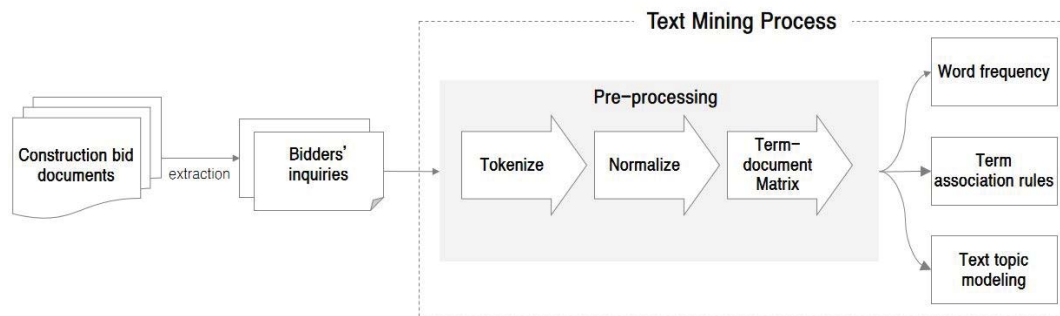 Text Mining Process
Construction bid
documents
extraction
Bidders'
inquiries
Pre-processing
Tokenize
Normalize
Term-
document
Matrix
Word frequency
Term
association rules
Text topic
modeling